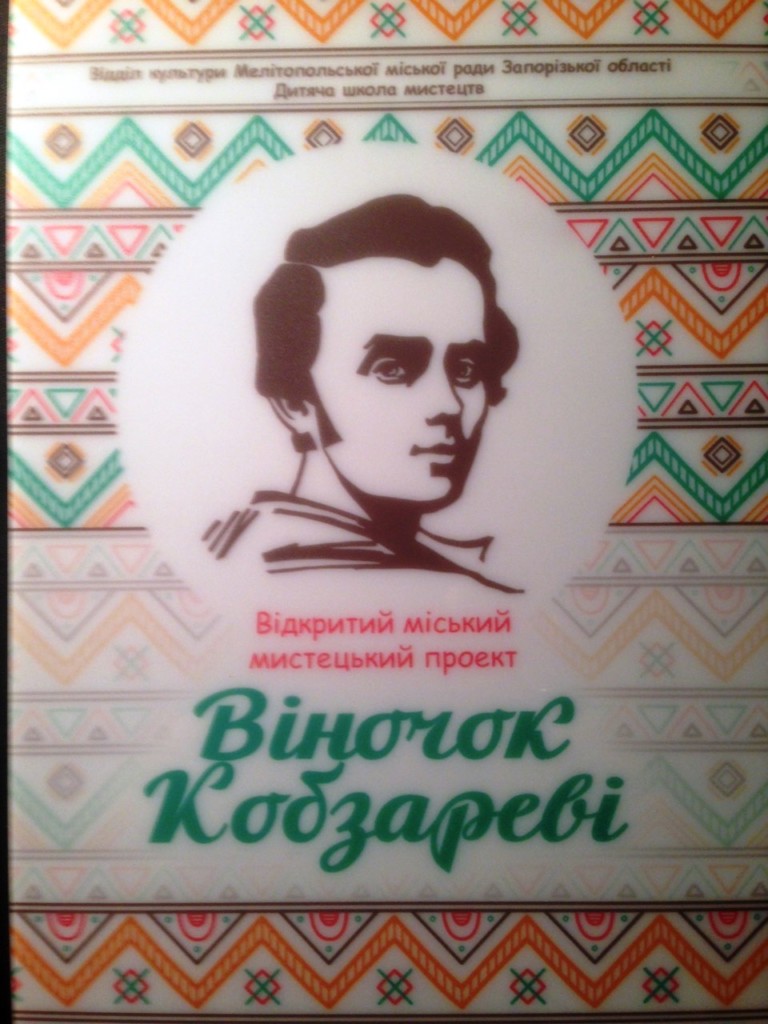 Відділ культури Мелітопольської міської ради Запорізької області
Дитяча школа мистецтв
Відкритий міський
мистецький проект
Віночок
Кобзареві